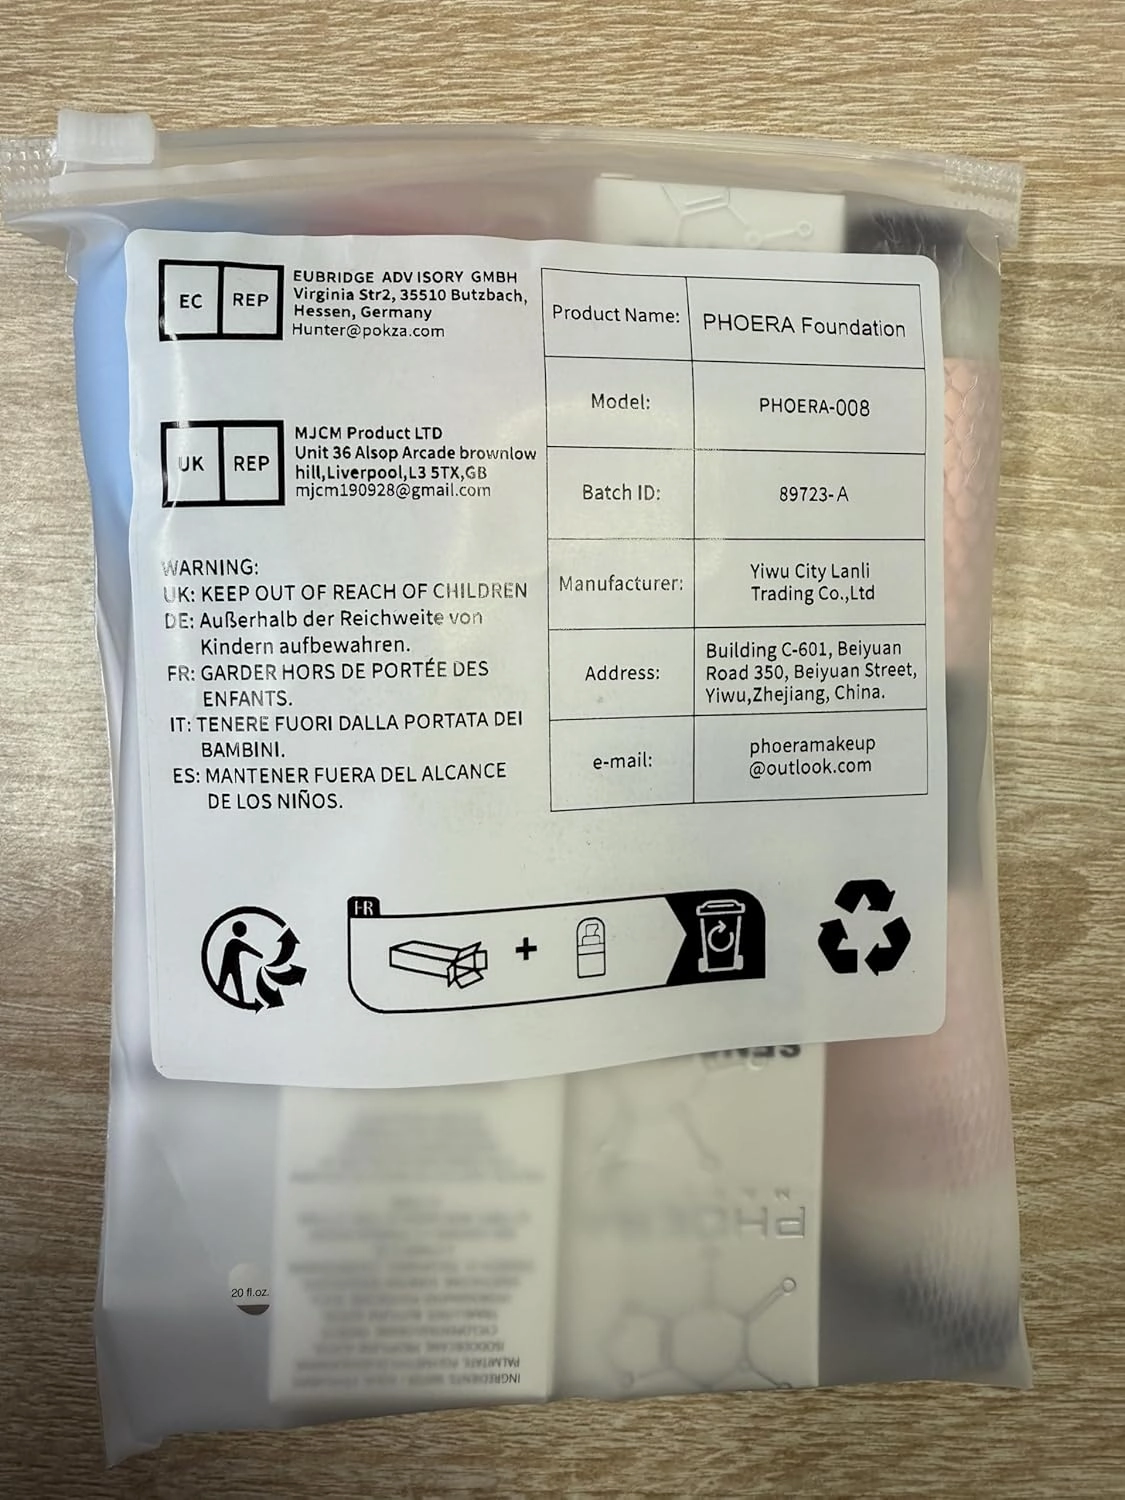 EC REP
EUBRIDGE ADVISORY GMBH
Virginia Str2, 35510 Butzbach,
Hessen, Germany
Hunter@pokza.com
UK REP
MJCM Product LTD
Unit 36 Alsop Arcade brownlow
hill,Liverpool,L3 5TX,GB
mjcm190928@gmail.com
WARNING:
UK: KEEP OUT OF REACH OF CHILDREN
DE: Außerhalb der Reichweite von
Kindern aufbewahren.
FR: GARDER HORS DE PORTÉE DES
ENFANTS.
IT: TENERE FUORI DALLA PORTATA DEI
BAMBINI.
ES: MANTENER FUERA DEL ALCANCE
DE LOS NIÑOS.
Product Name: PHOERA Foundation
Model: PHOERA-008
Batch ID: 89723-A
Manufacturer: Yiwu City Lanli
Trading Co.,Ltd
Address: Building C-601, Beiyuan
Road 350, Beiyuan Street,
Yiwu,Zhejiang, China.
e-mail: phoeramakeup
@outlook.com
FR
+
20 fl.oz.
PHOERA
INGREDIENTS